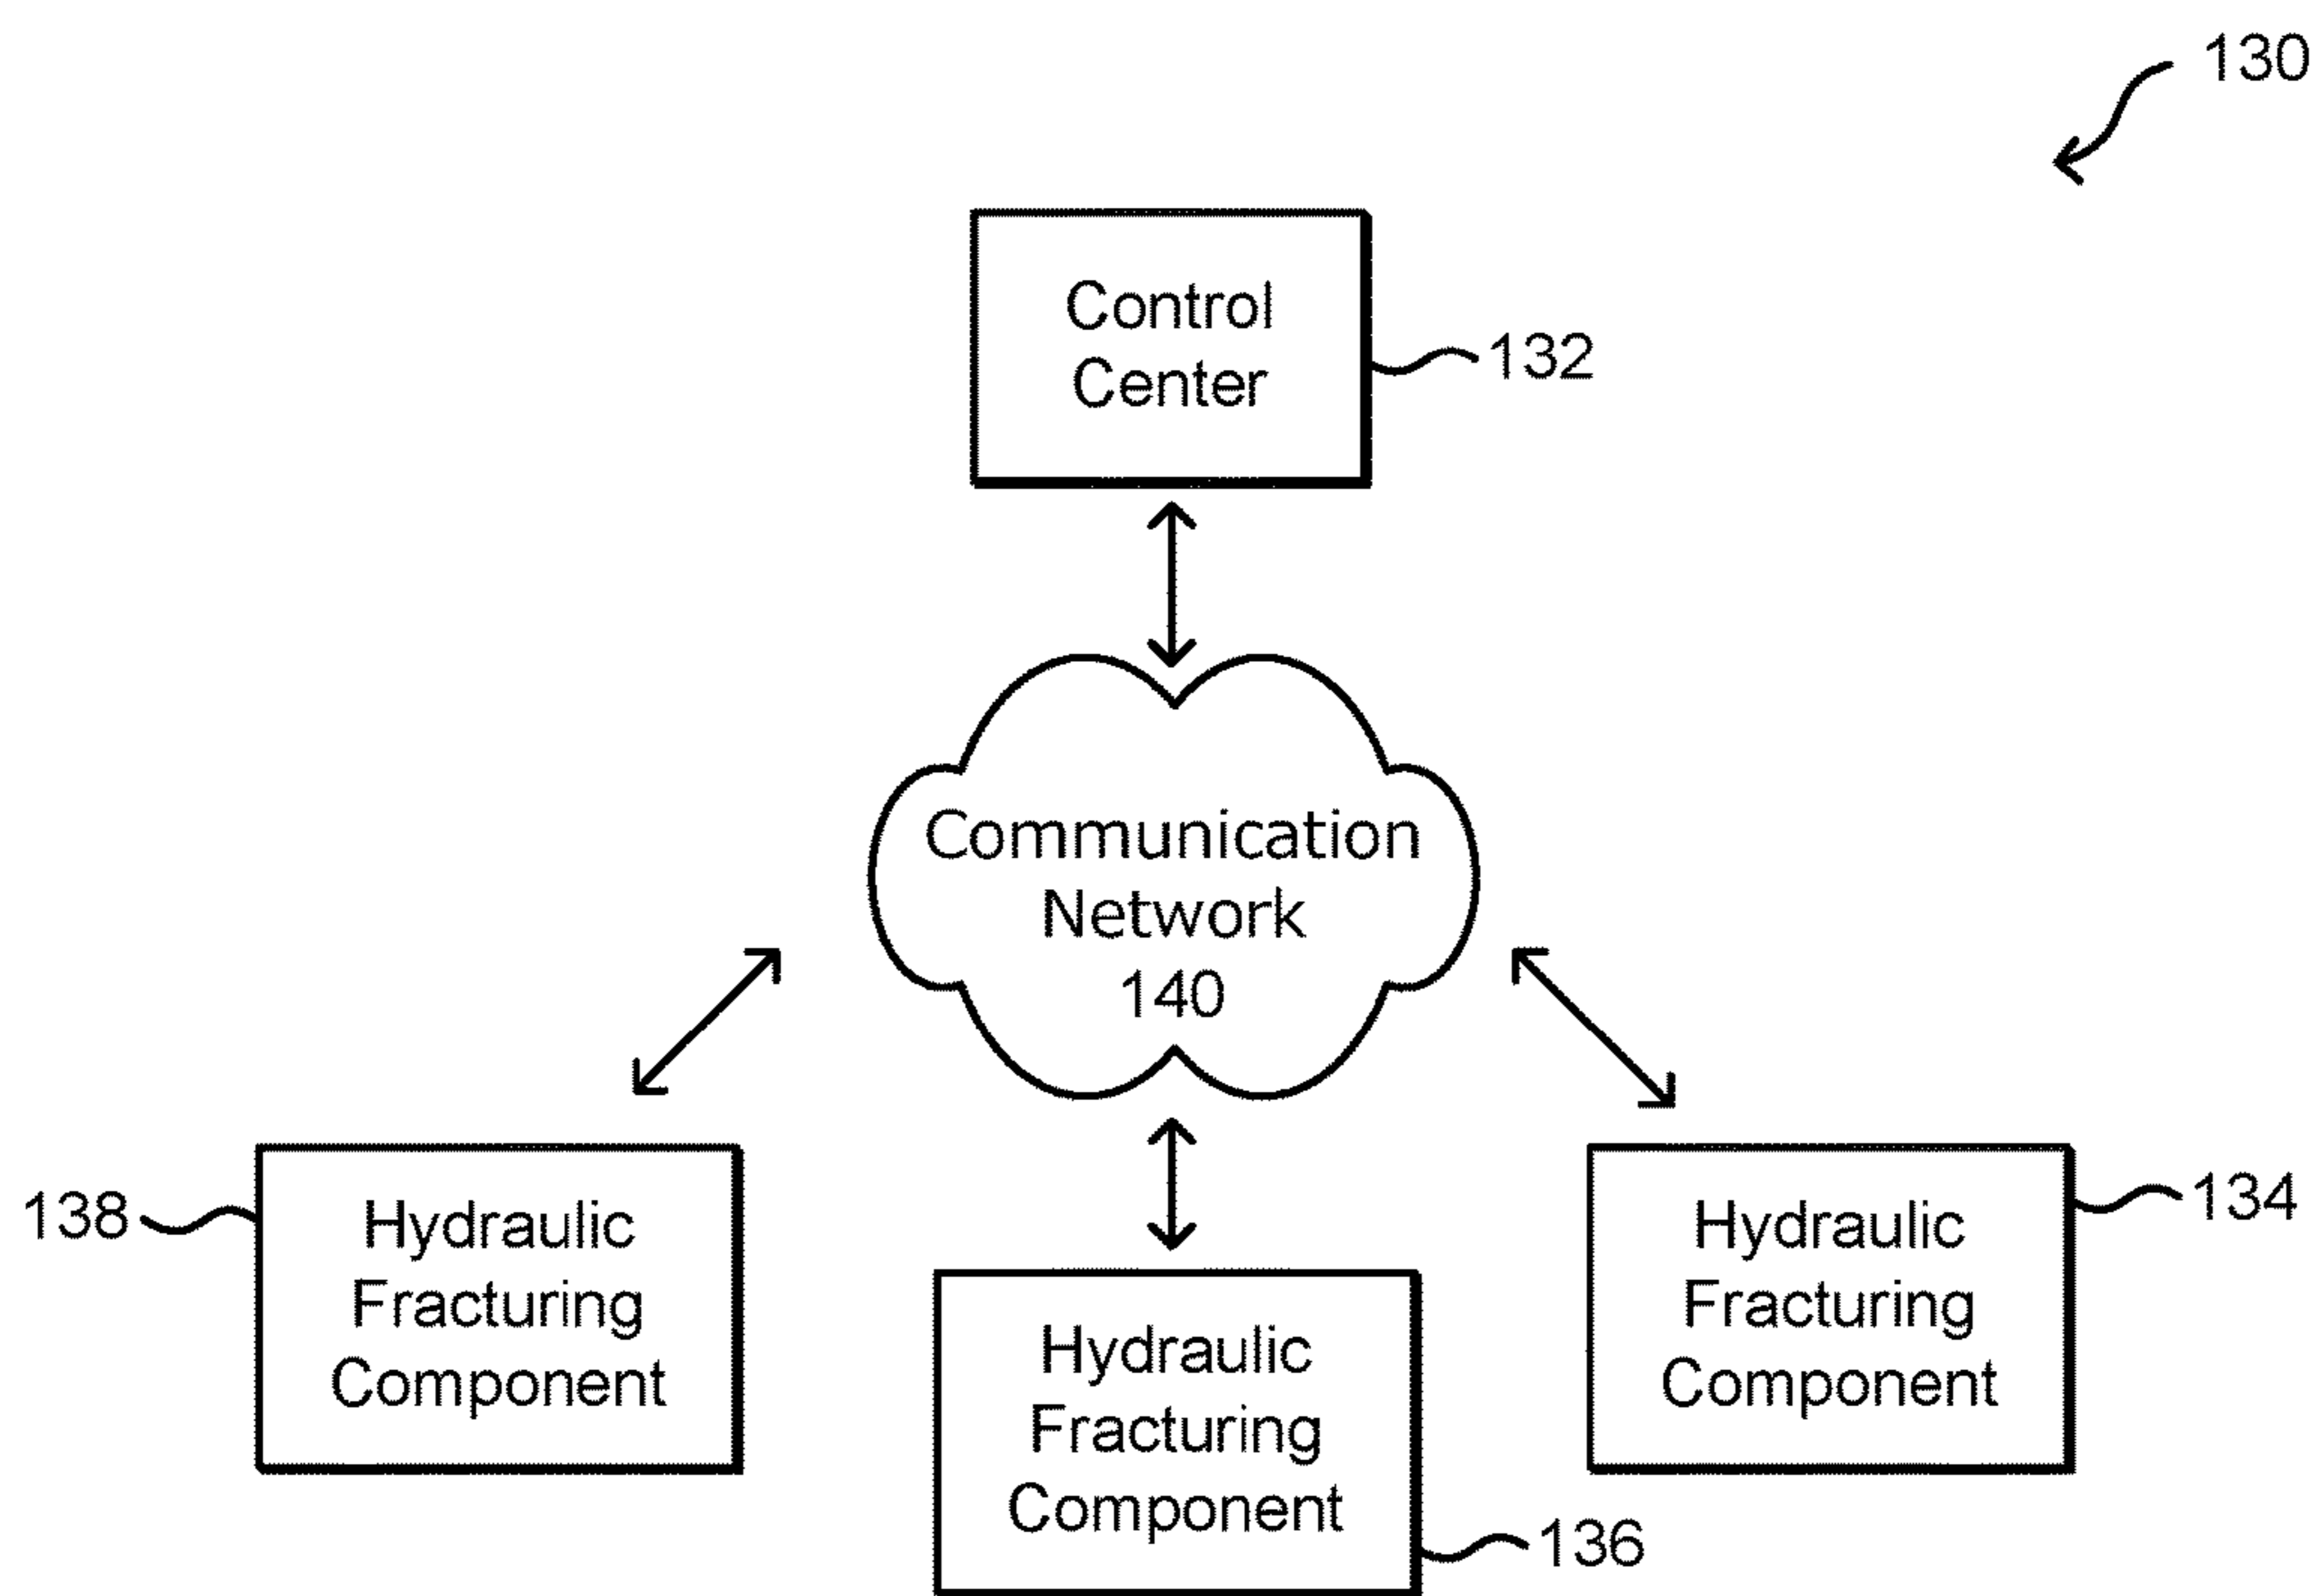 130
Control
Center
132
Communication
Network
140
138
Hydraulic
Fracturing
Component
Hydraulic
Fracturing
Component
136
Hydraulic
Fracturing
Component
134